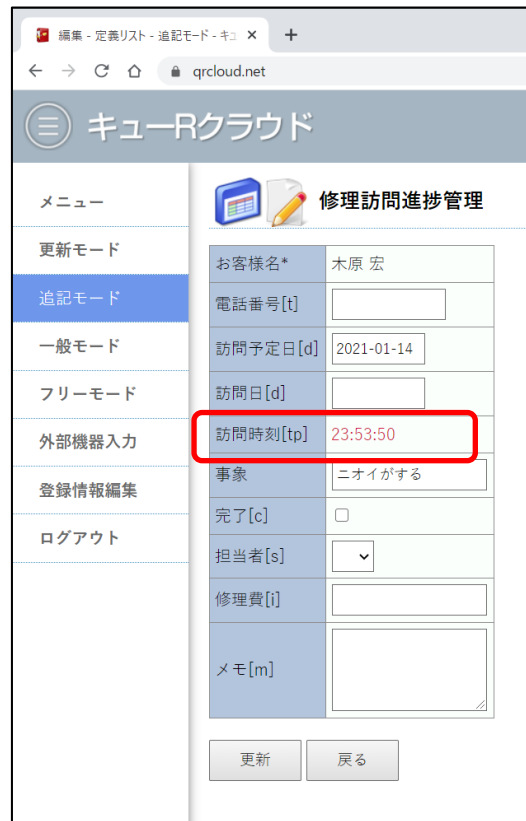 編集 - 定義リスト - 追記モード - キュ
qrcloud.net
キューRクラウド
メニュー
更新モード
追記モード
一般モード
フリーモード
外部機器入力
登録情報編集
ログアウト
修理訪問進捗管理
お客様名* 木原 宏
電話番号[t]
訪問予定日[d] 2021-01-14
訪問日[d]
訪問時刻[tp] 23:53:50
事象 ニオイがする
完了[c]
担当者[s]
修理費[i]
メモ[m]
更新 戻る